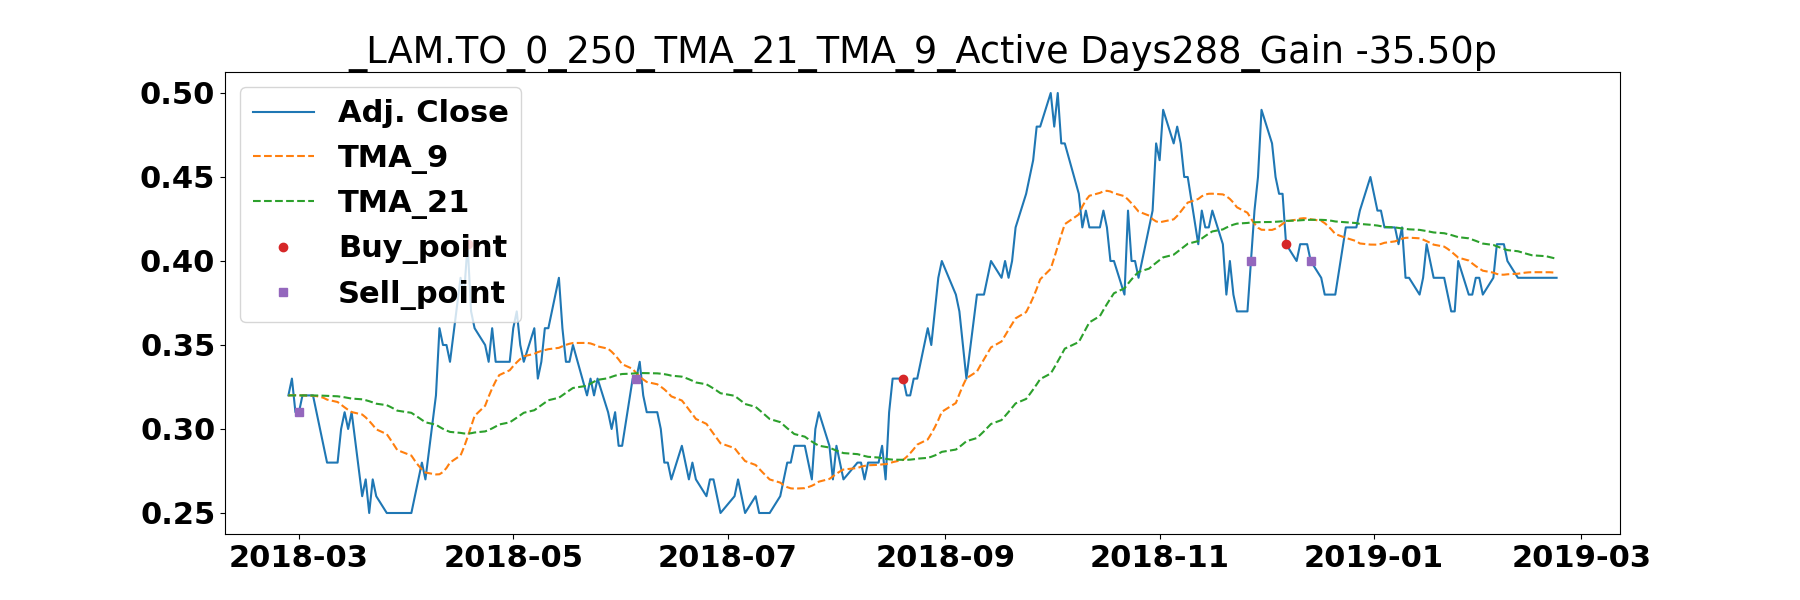 _LAM.TO_0_250_TMA_21_TMA_9_Active Days288_Gain -35.50p
0.50
0.45
0.40
0.35
0.30
0.25
Adj. Close
TMA_9
TMA_21
Buy_point
Sell_point
2018-03 2018-05 2018-07 2018-09 2018-11 2019-01 2019-03